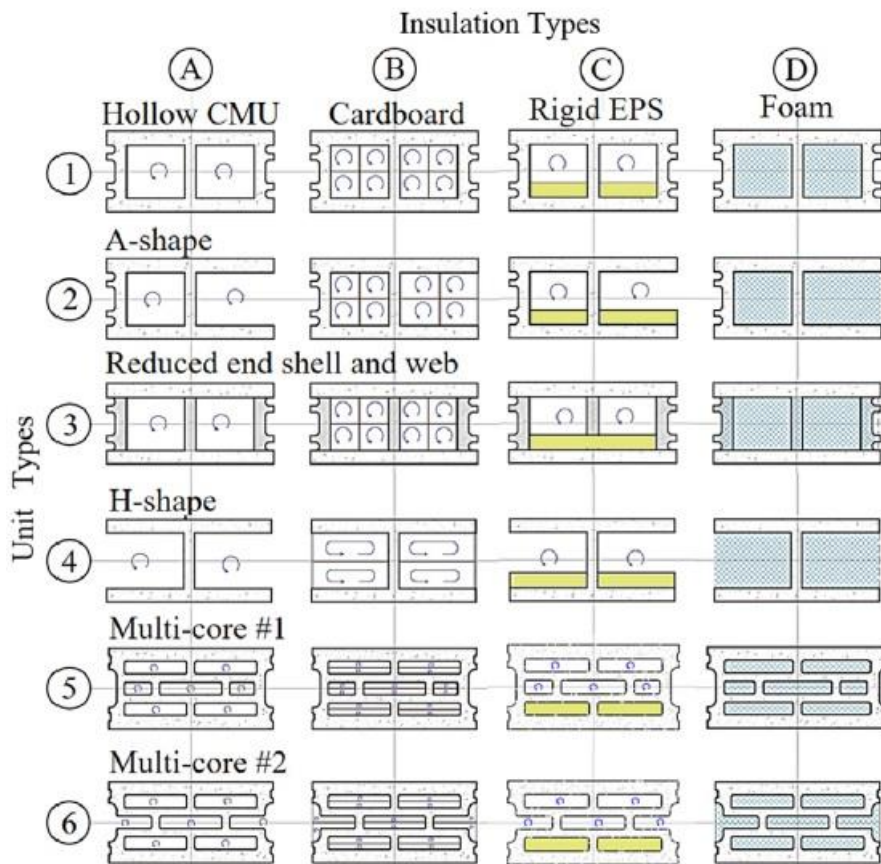 Insulation Types
A B C D
Hollow CMU Cardboard Rigid EPS Foam
1
A-shape
2
Reduced end shell and web
3
Unit Types
H-shape
4
Multi-core #1
5
Multi-core #2
6